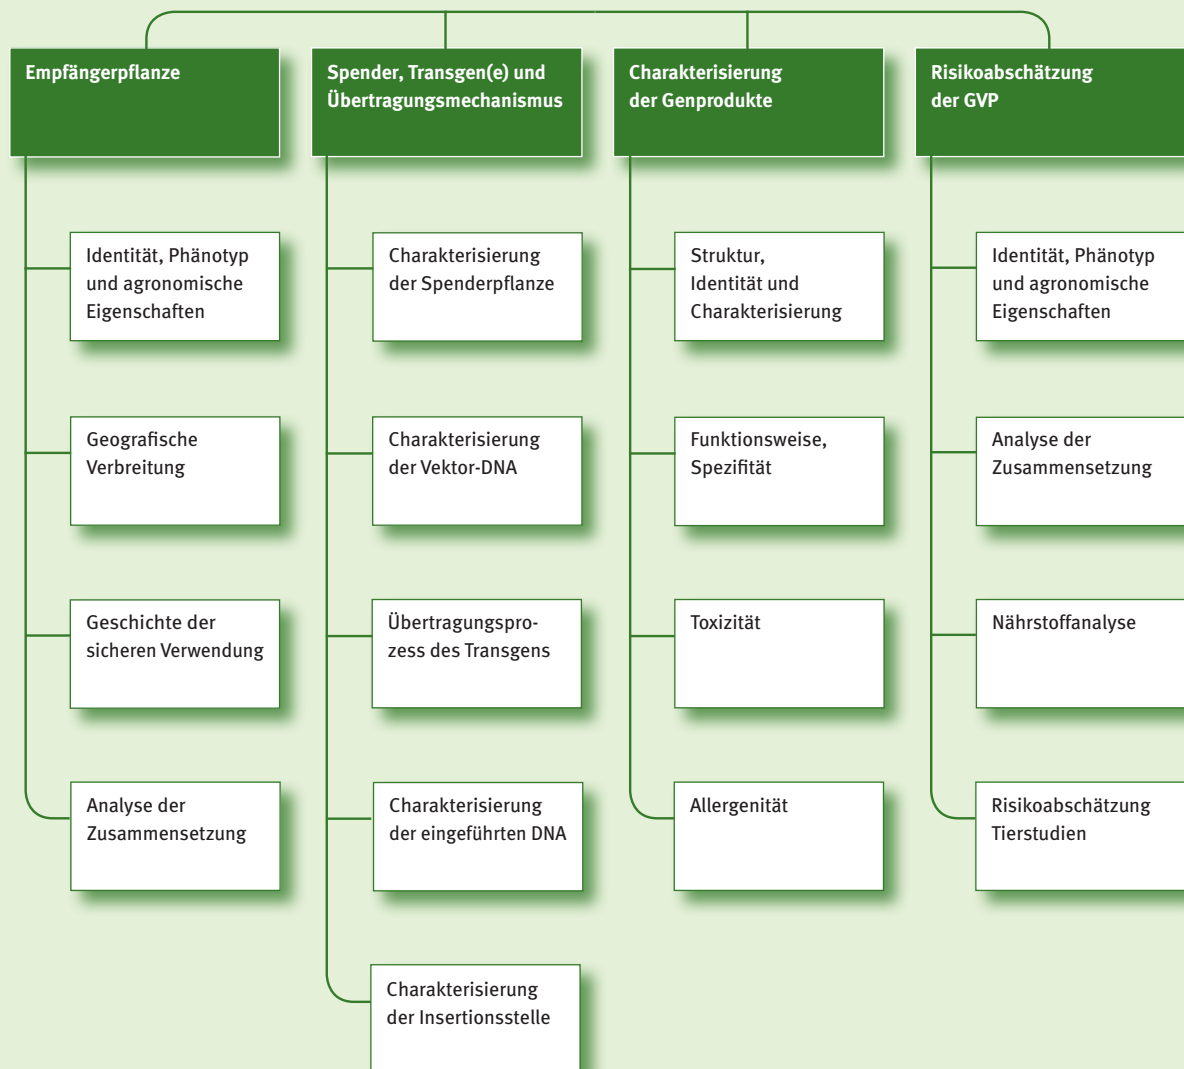 Empfängerpflanze
Identität, Phänotyp
und agronomische
Eigenschaften
Geografische
Verbreitung
Geschichte der
sicheren Verwendung
Analyse der
Zusammensetzung
Spender, Transgen(e) und
Übertragungsmechanismus
Charakterisierung
der Spenderpflanze
Charakterisierung
der Vektor-DNA
Übertragungspro-
zess des Transgens
Charakterisierung
der eingeführten DNA
Charakterisierung
der Insertionsstelle
Charakterisierung
der Genprodukte
Struktur,
Identität und
Charakterisierung
Funktionsweise,
Spezifität
Toxizität
Allergenität
Risikoabschätzung
der GVP
Identität, Phänotyp
und agronomische
Eigenschaften
Analyse der
Zusammensetzung
Nährstoffanalyse
Risikoabschätzung
Tierstudien